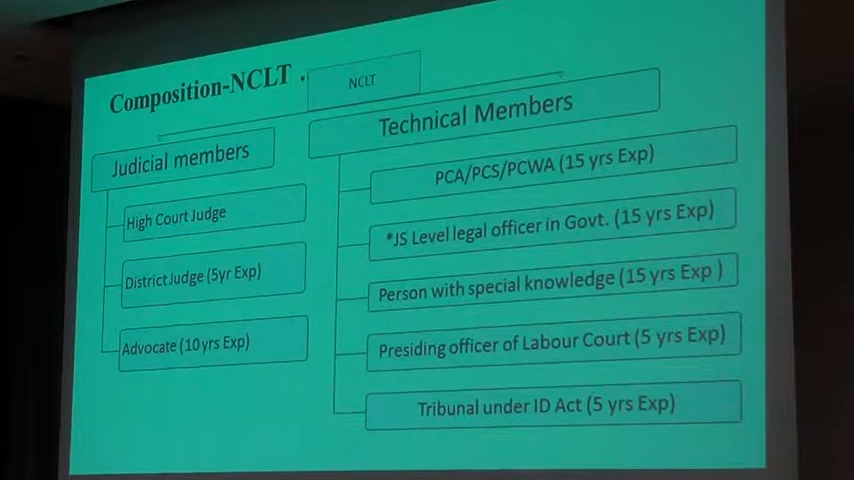 Composition-NCLT .
NCLT
Judicial members
High Court Judge
District Judge (5yr Exp)
Advocate (10 yrs Exp)
Technical Members
PCA/PCS/PCWA (15 yrs Exp)
*JS Level legal officer in Govt. (15 yrs Exp)
Person with special knowledge (15 yrs Exp )
Presiding officer of Labour Court (5 yrs Exp)
Tribunal under ID Act (5 yrs Exp)